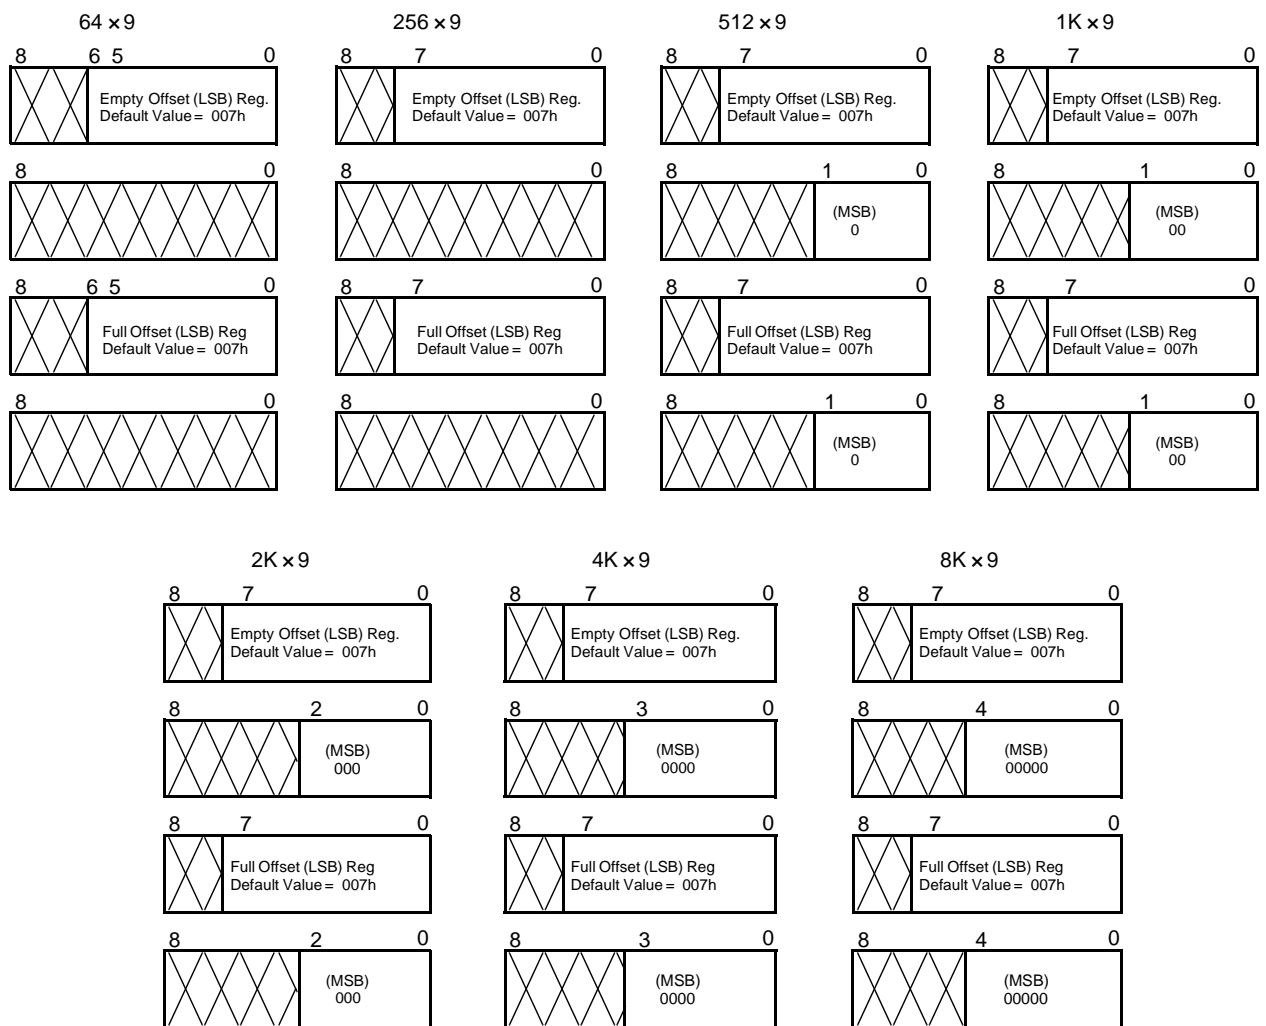 64 × 9 256 × 9 512 × 9 1K × 9
8 6 5 0 8 7 0 8 7 0 8 7 0
Empty Offset (LSB) Reg. Empty Offset (LSB) Reg. Empty Offset (LSB) Reg. Empty Offset (LSB) Reg.
Default Value = 007h Default Value = 007h Default Value = 007h Default Value = 007h
8 0 8 0 8 1 0 8 1 0
(MSB) (MSB)
0 00
8 6 5 0 8 7 0 8 7 0 8 7 0
Full Offset (LSB) Reg Full Offset (LSB) Reg Full Offset (LSB) Reg Full Offset (LSB) Reg
Default Value = 007h Default Value = 007h Default Value = 007h Default Value = 007h
8 0 8 0 8 1 0 8 1 0
(MSB) (MSB)
0 00
2K × 9 4K × 9 8K × 9
8 7 0 8 7 0 8 7 0
Empty Offset (LSB) Reg. Empty Offset (LSB) Reg. Empty Offset (LSB) Reg.
Default Value = 007h Default Value = 007h Default Value = 007h
8 2 0 8 3 0 8 4 0
(MSB) (MSB) (MSB)
000 0000 00000
8 7 0 8 7 0 8 7 0
Full Offset (LSB) Reg Full Offset (LSB) Reg Full Offset (LSB) Reg
Default Value = 007h Default Value = 007h Default Value = 007h
8 2 0 8 3 0 8 4 0
(MSB) (MSB) (MSB)
000 0000 00000